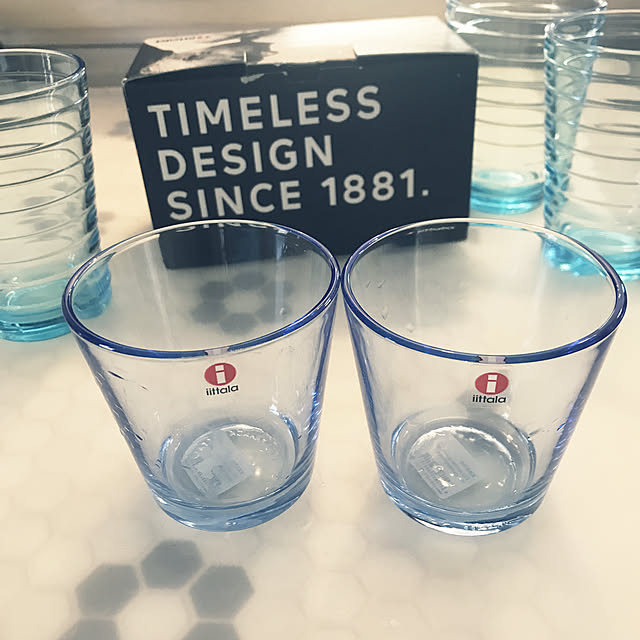 TIMELESS
DESIGN
SINCE 1881.
i
iittala
i
iittala